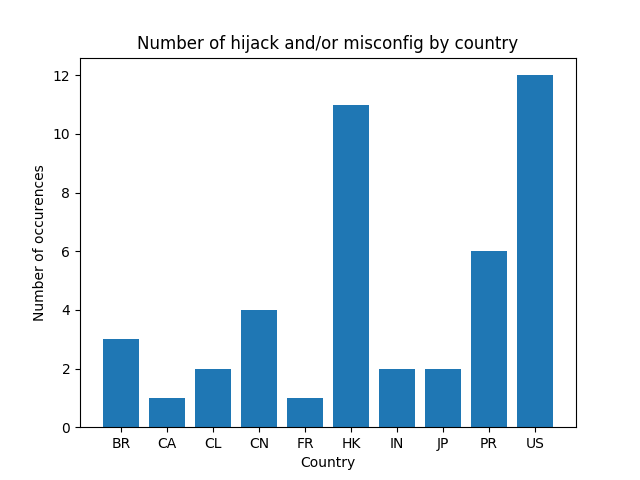 Number of hijack and/or misconfig by country
12
10
8
6
4
2
0
Number of occurences
BR CA CL CN FR HK IN JP PR US
Country